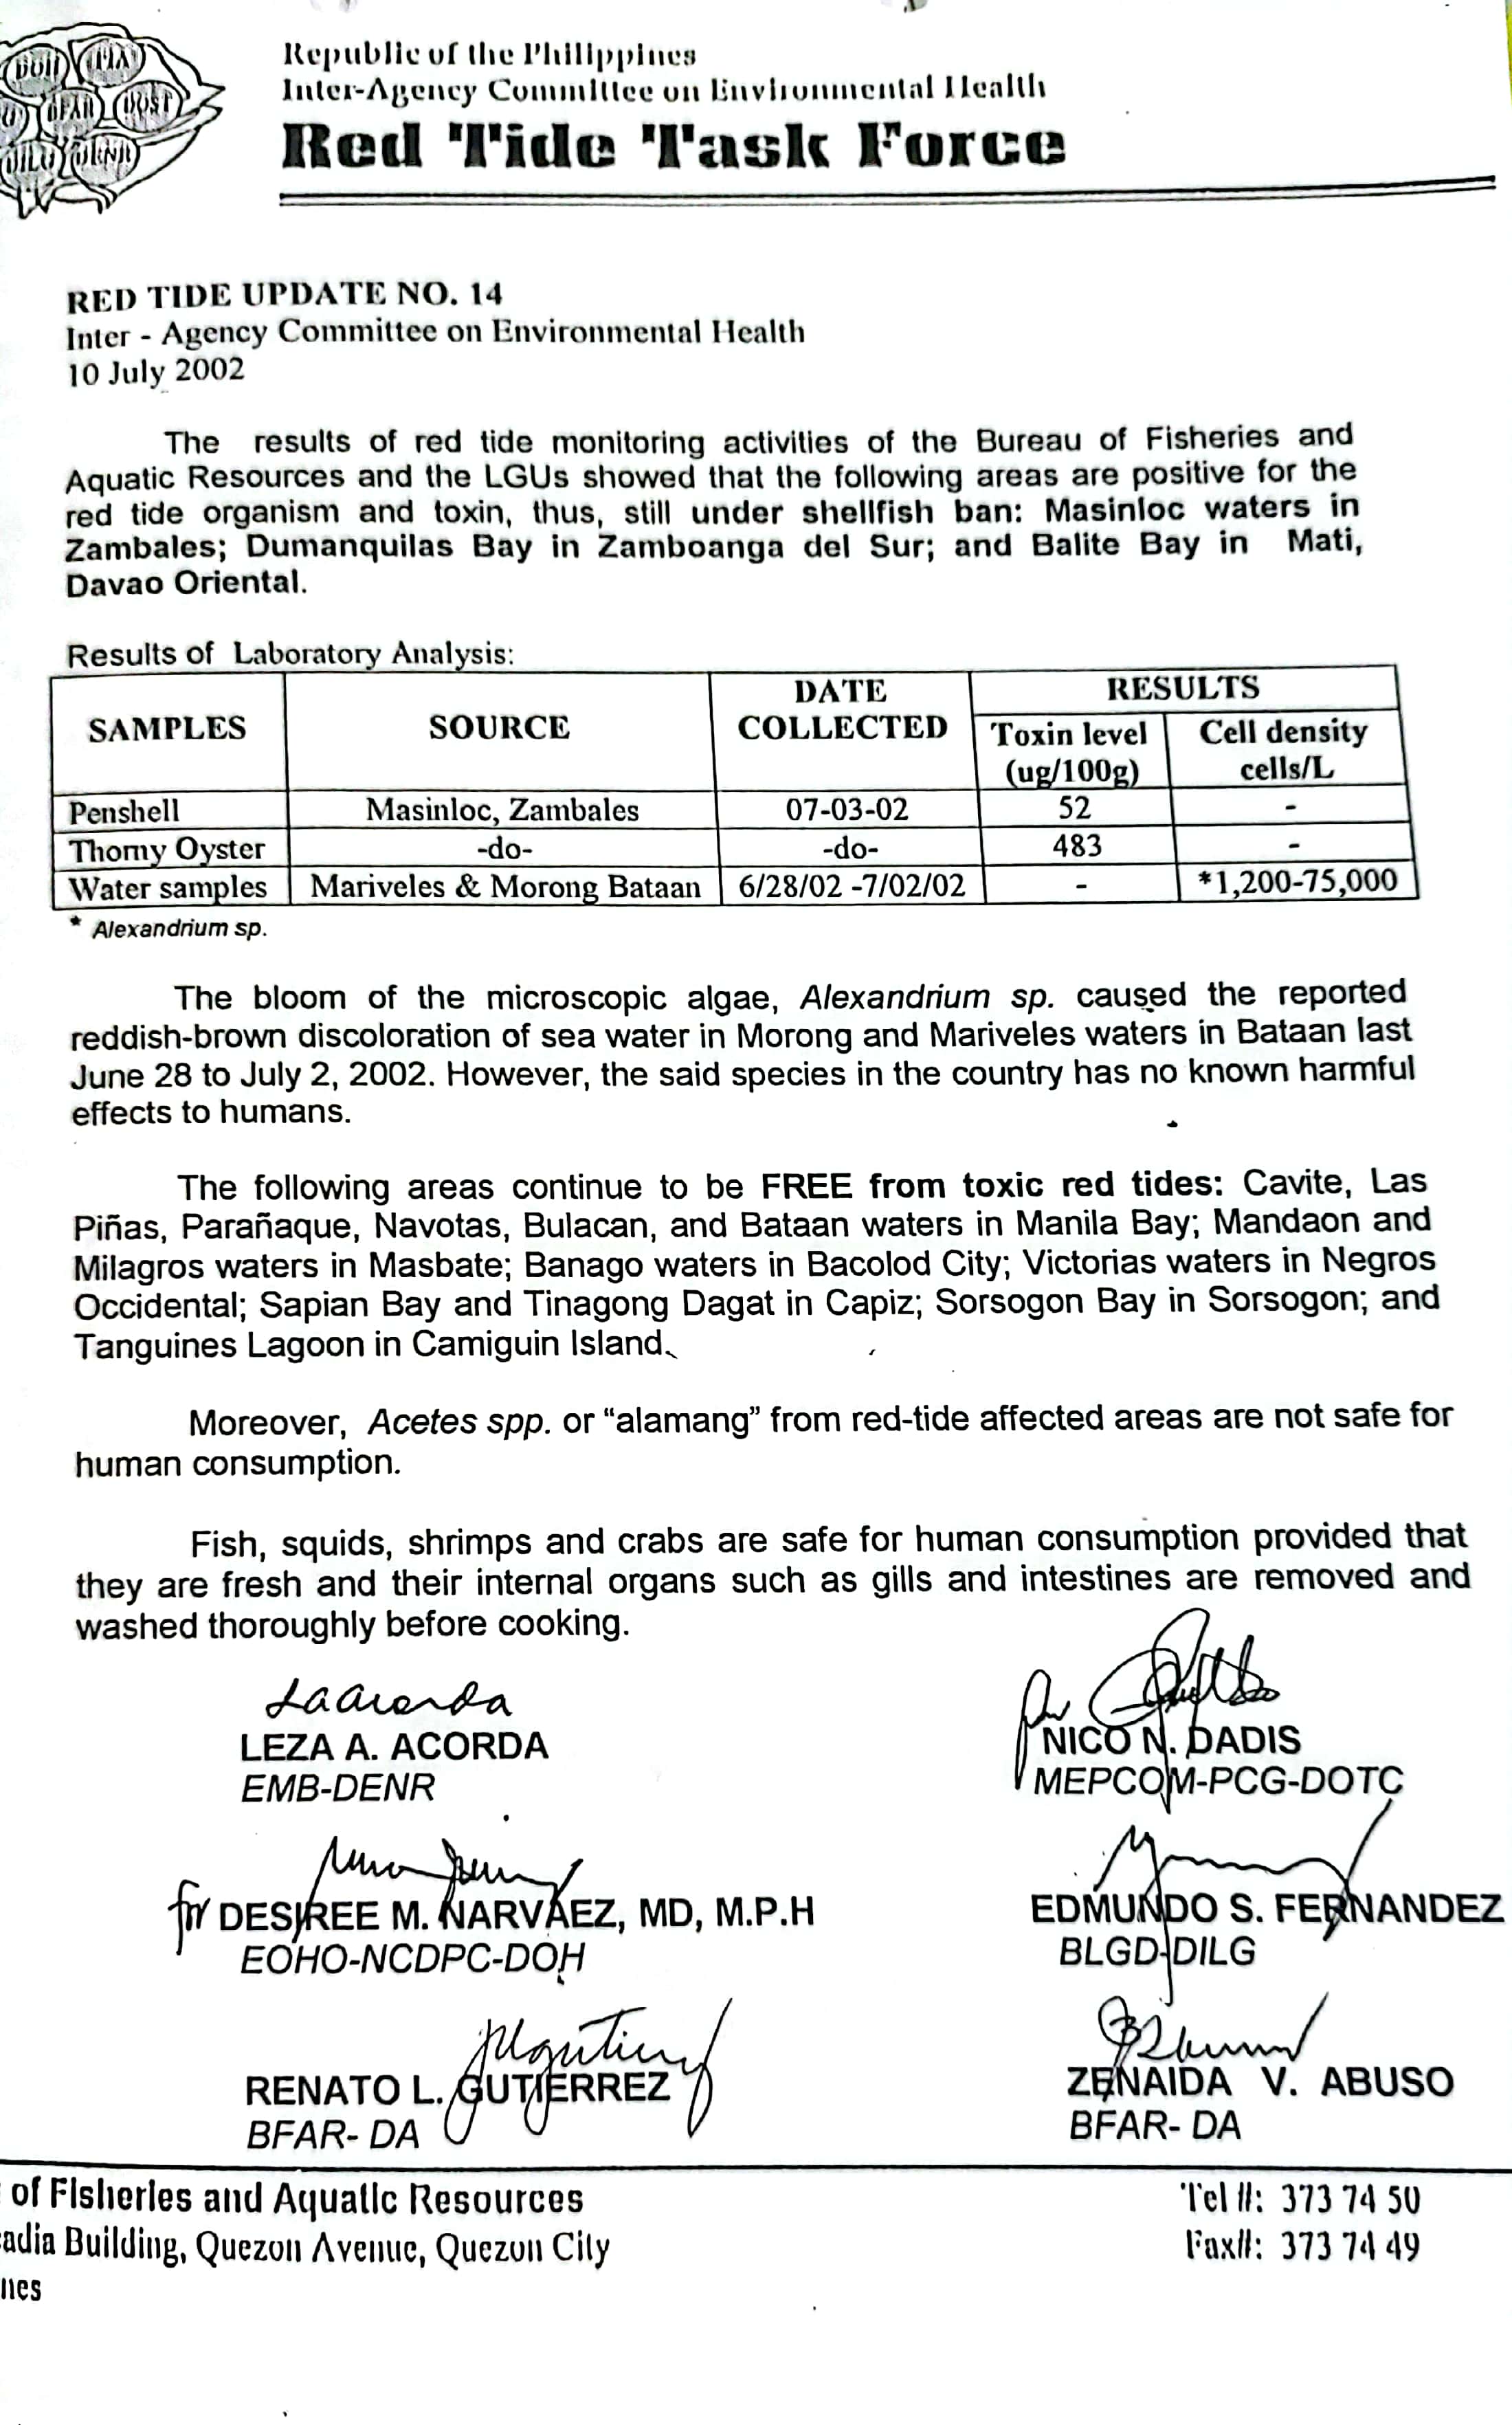 DOH PIA
BFAR DOST
DILG DENR
Republic of the Philippines
Inter-Agency Committee on Environmental Health
Red Tide Task Force
RED TIDE UPDATE NO. 14
Inter - Agency Committee on Environmental Health
10 July 2002
The results of red tide monitoring activities of the Bureau of Fisheries and
Aquatic Resources and the LGUs showed that the following areas are positive for the
red tide organism and toxin, thus, still under shellfish ban: Masinloc waters in
Zambales; Dumanquilas Bay in Zamboanga del Sur; and Balite Bay in Mati,
Davao Oriental.
Results of Laboratory Analysis:
SAMPLES SOURCE DATE COLLECTED RESULTS
Toxin level (ug/100g) Cell density cells/L
Penshell Masinloc, Zambales 07-03-02 52 -
Thorny Oyster -do- -do- 483 -
Water samples Mariveles & Morong Bataan 6/28/02 -7/02/02 - *1,200-75,000
* Alexandrium sp.
The bloom of the microscopic algae, Alexandrium sp. caused the reported
reddish-brown discoloration of sea water in Morong and Mariveles waters in Bataan last
June 28 to July 2, 2002. However, the said species in the country has no known harmful
effects to humans.
The following areas continue to be FREE from toxic red tides: Cavite, Las
Piñas, Parañaque, Navotas, Bulacan, and Bataan waters in Manila Bay; Mandaon and
Milagros waters in Masbate; Banago waters in Bacolod City; Victorias waters in Negros
Occidental; Sapian Bay and Tinagong Dagat in Capiz; Sorsogon Bay in Sorsogon; and
Tanguines Lagoon in Camiguin Island.
Moreover, Acetes spp. or “alamang” from red-tide affected areas are not safe for
human consumption.
Fish, squids, shrimps and crabs are safe for human consumption provided that
they are fresh and their internal organs such as gills and intestines are removed and
washed thoroughly before cooking.
LEZA A. ACORDA
EMB-DENR
NICO N. DADIS
MEPCOM-PCG-DOTC
for DESIREE M. NARVAEZ, MD, M.P.H
EOHO-NCDPC-DOH
EDMUNDO S. FERNANDEZ
BLGD-DILG
RENATO L. GUTIERREZ
BFAR- DA
ZENAIDA V. ABUSO
BFAR- DA
of Fisheries and Aquatic Resources
adia Building, Quezon Avenue, Quezon City
nes
Tel #: 373 74 50
Fax#: 373 74 49